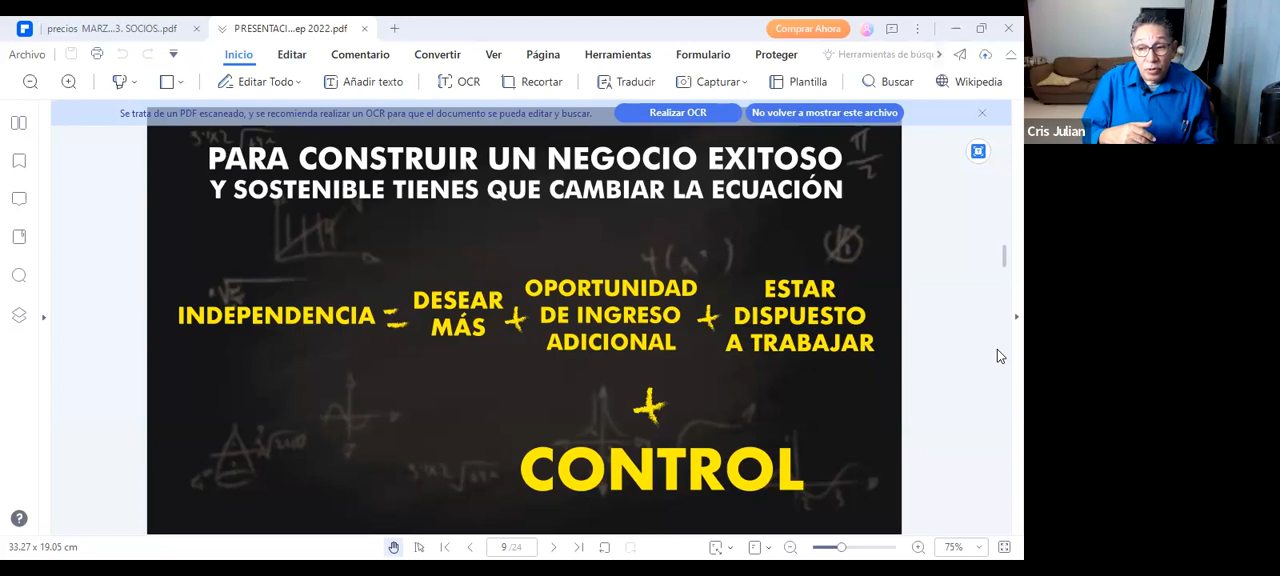 precios MARZ...3. SOCIOS..pdf
PRESENTACI...ep 2022.pdf
Comprar Ahora
Archivo
Inicio
Editar
Comentario
Convertir
Ver
Página
Herramientas
Formulario
Proteger
Herramientas de búsqu
Editar Todo
Añadir texto
OCR
Recortar
Traducir
Capturar
Plantilla
Buscar
Wikipedia
Se trata de un PDF escaneado, y se recomienda realizar un OCR para que el documento se pueda editar y buscar.
Realizar OCR
No volver a mostrar este archivo
Cris Julian
PARA CONSTRUIR UN NEGOCIO EXITOSO
Y SOSTENIBLE TIENES QUE CAMBIAR LA ECUACIÓN
INDEPENDENCIA =
DESEAR
MÁS
+
OPORTUNIDAD
DE INGRESO
ADICIONAL
+
ESTAR
DISPUESTO
A TRABAJAR
+
CONTROL
33.27 x 19.05 cm
9 /24
75%